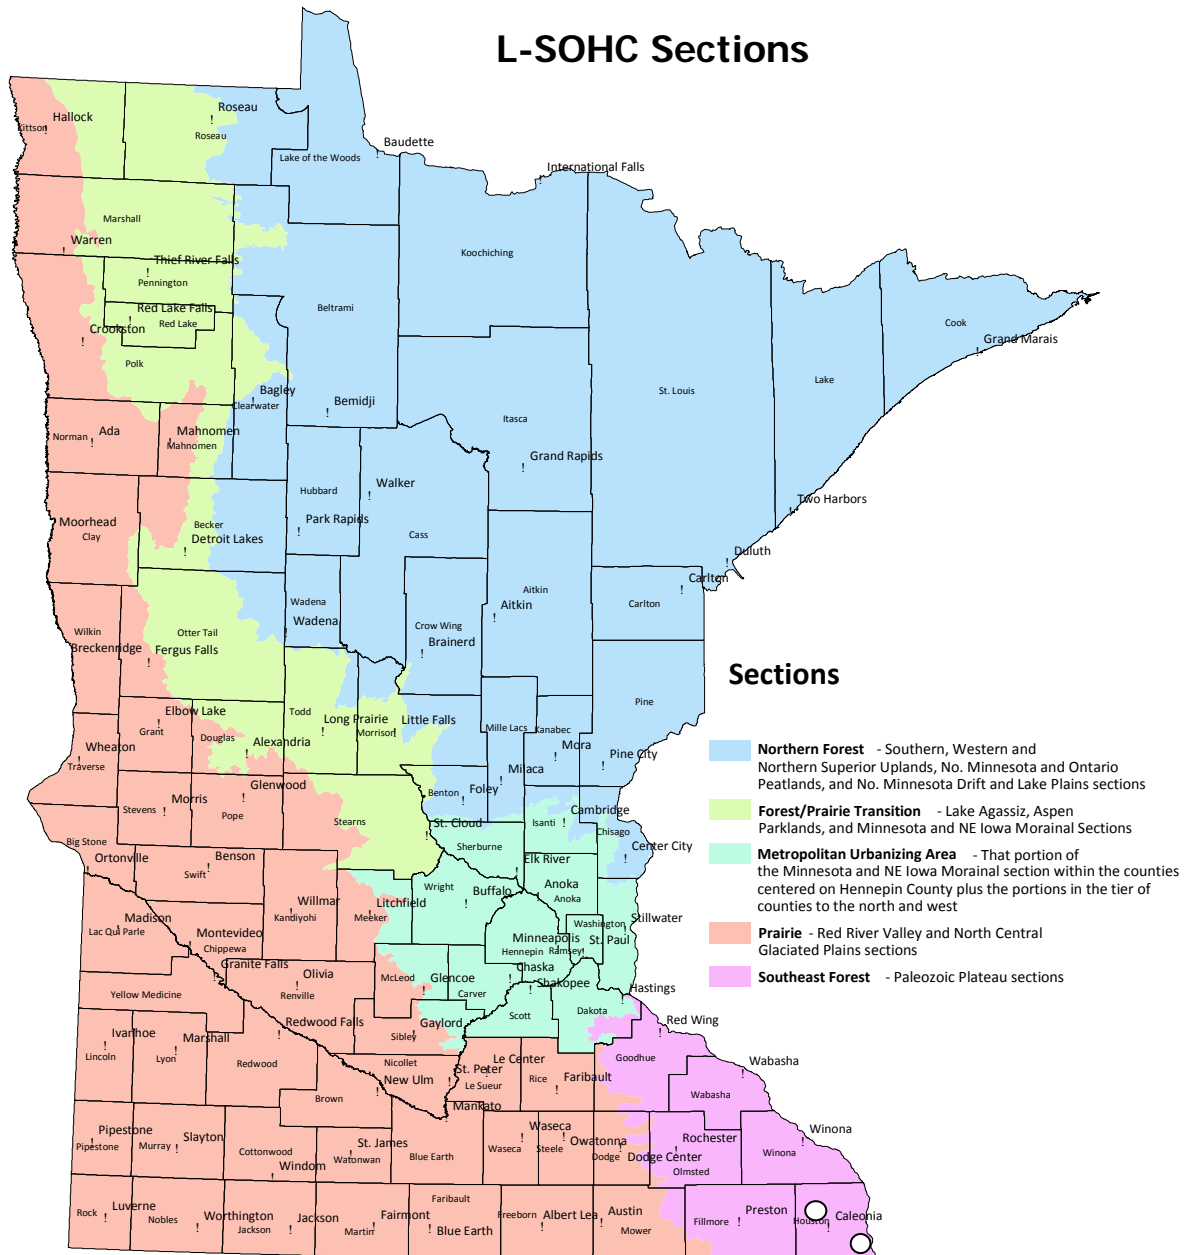 L-SOHC Sections
Hallock
Kittson
Roseau
Roseau
Lake of the Woods
Baudette
International Falls
Marshall
Warren
Thief River Falls
Pennington
Red Lake Falls
Red Lake
Crookston
Polk
Koochiching
Beltrami
Cook
Grand Marais
Lake
St. Louis
Bagley
Clearwater
Bemidji
Itasca
Grand Rapids
Norman
Ada
Mahnomen
Mahnomen
Hubbard
Walker
Park Rapids
Cass
Two Harbors
Moorhead
Clay
Becker
Detroit Lakes
Duluth
Carlton
Carlton
Aitkin
Aitkin
Wadena
Wadena
Crow Wing
Brainerd
Wilkin
Breckenridge
Otter Tail
Fergus Falls
Pine
Elbow Lake
Grant
Douglas
Alexandria
Todd
Long Prairie
Morrison
Little Falls
Mille Lacs
Kanabec
Mora
Pine City
Milaca
Wheaton
Traverse
Glenwood
Morris
Stevens
Pope
Stearns
Benton
Foley
St. Cloud
Cambridge
Isanti
Chisago
Center City
Sherburne
Elk River
Big Stone
Ortonville
Benson
Swift
Wright
Buffalo
Anoka
Anoka
Willmar
Kandiyohi
Litchfield
Meeker
Stillwater
Washington
St. Paul
Minneapolis
Hennepin
Ramsey
Madison
Lac Qui Parle
Montevideo
Chippewa
Granite Falls
Olivia
Renville
McLeod
Glencoe
Carver
Chaska
Shakopee
Scott
Dakota
Hastings
Yellow Medicine
Redwood Falls
Gaylord
Sibley
Red Wing
Goodhue
Ivanhoe
Lincoln
Marshall
Lyon
Redwood
Nicollet
New Ulm
Brown
St. Peter
Le Center
Le Sueur
Rice
Faribault
Wabasha
Wabasha
Mankato
Pipestone
Pipestone
Slayton
Murray
Cottonwood
Windom
St. James
Watonwan
Blue Earth
Waseca
Waseca
Steele
Owatonna
Dodge
Dodge Center
Rochester
Olmsted
Winona
Winona
Rock
Luverne
Nobles
Worthington
Jackson
Jackson
Fairmont
Martin
Faribault
Blue Earth
Freeborn
Albert Lea
Austin
Mower
Fillmore
Preston
Houston
Caleonia
Sections
Northern Forest - Southern, Western and
Northern Superior Uplands, No. Minnesota and Ontario
Peatlands, and No. Minnesota Drift and Lake Plains sections
Forest/Prairie Transition - Lake Agassiz, Aspen
Parklands, and Minnesota and NE Iowa Morainal Sections
Metropolitan Urbanizing Area - That portion of
the Minnesota and NE Iowa Morainal section within the counties
centered on Hennepin County plus the portions in the tier of
counties to the north and west
Prairie - Red River Valley and North Central
Glaciated Plains sections
Southeast Forest - Paleozoic Plateau sections